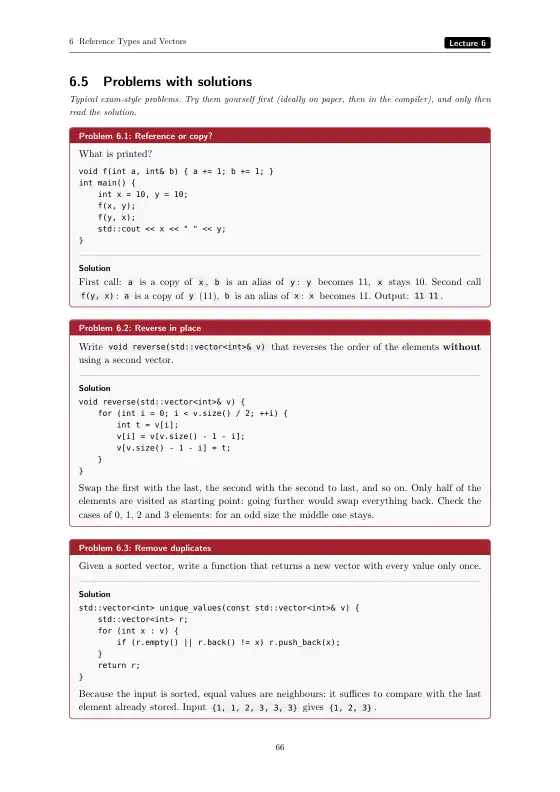 6 Reference Types and Vectors
Lecture 6
6.5 Problems with solutions
Typical exam-style problems. Try them yourself first (ideally on paper, then in the compiler), and only then
read the solution.
Problem 6.1: Reference or copy?
What is printed?
void f(int a, int& b) { a += 1; b += 1; }
int main() {
    int x = 10, y = 10;
    f(x, y);
    f(y, x);
    std::cout << x << " " << y;
}
Solution
First call: a is a copy of x, b is an alias of y: y becomes 11, x stays 10. Second call
f(y, x): a is a copy of y (11), b is an alias of x: x becomes 11. Output: 11 11.
Problem 6.2: Reverse in place
Write void reverse(std::vector<int>& v) that reverses the order of the elements without
using a second vector.
Solution
void reverse(std::vector<int>& v) {
    for (int i = 0; i < v.size() / 2; ++i) {
        int t = v[i];
        v[i] = v[v.size() - 1 - i];
        v[v.size() - 1 - i] = t;
    }
}
Swap the first with the last, the second with the second to last, and so on. Only half of the
elements are visited as starting point: going further would swap everything back. Check the
cases of 0, 1, 2 and 3 elements: for an odd size the middle one stays.
Problem 6.3: Remove duplicates
Given a sorted vector, write a function that returns a new vector with every value only once.
Solution
std::vector<int> unique_values(const std::vector<int>& v) {
    std::vector<int> r;
    for (int x : v) {
        if (r.empty() || r.back() != x) r.push_back(x);
    }
    return r;
}
Because the input is sorted, equal values are neighbours: it suffices to compare with the last
element already stored. Input {1, 1, 2, 3, 3, 3} gives {1, 2, 3}.
66